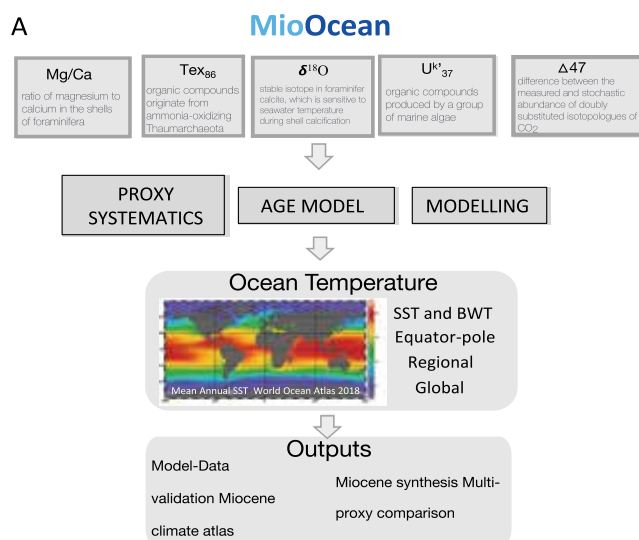 A
MioOcean
Mg/Ca
ratio of magnesium to
calcium in the shells
of foraminifera
Tex₈₆
organic compounds
originate from
ammonia-oxidizing
Thaumarchaeota
δ¹⁸O
stable isotope in foraminifer
calcite, which is sensitive to
seawater temperature
during shell calcification
Uᵏ'₃₇
organic compounds
produced by a group
of marine algae
Δ47
difference between the
measured and stochastic
abundance of doubly
substituted isotopologues of
CO₂
PROXY
SYSTEMATICS
AGE MODEL
MODELLING
Ocean Temperature
Mean Annual SST World Ocean Atlas 2018
SST and BWT
Equator-pole
Regional
Global
Outputs
Model-Data
validation Miocene
climate atlas
Miocene synthesis Multi-
proxy comparison